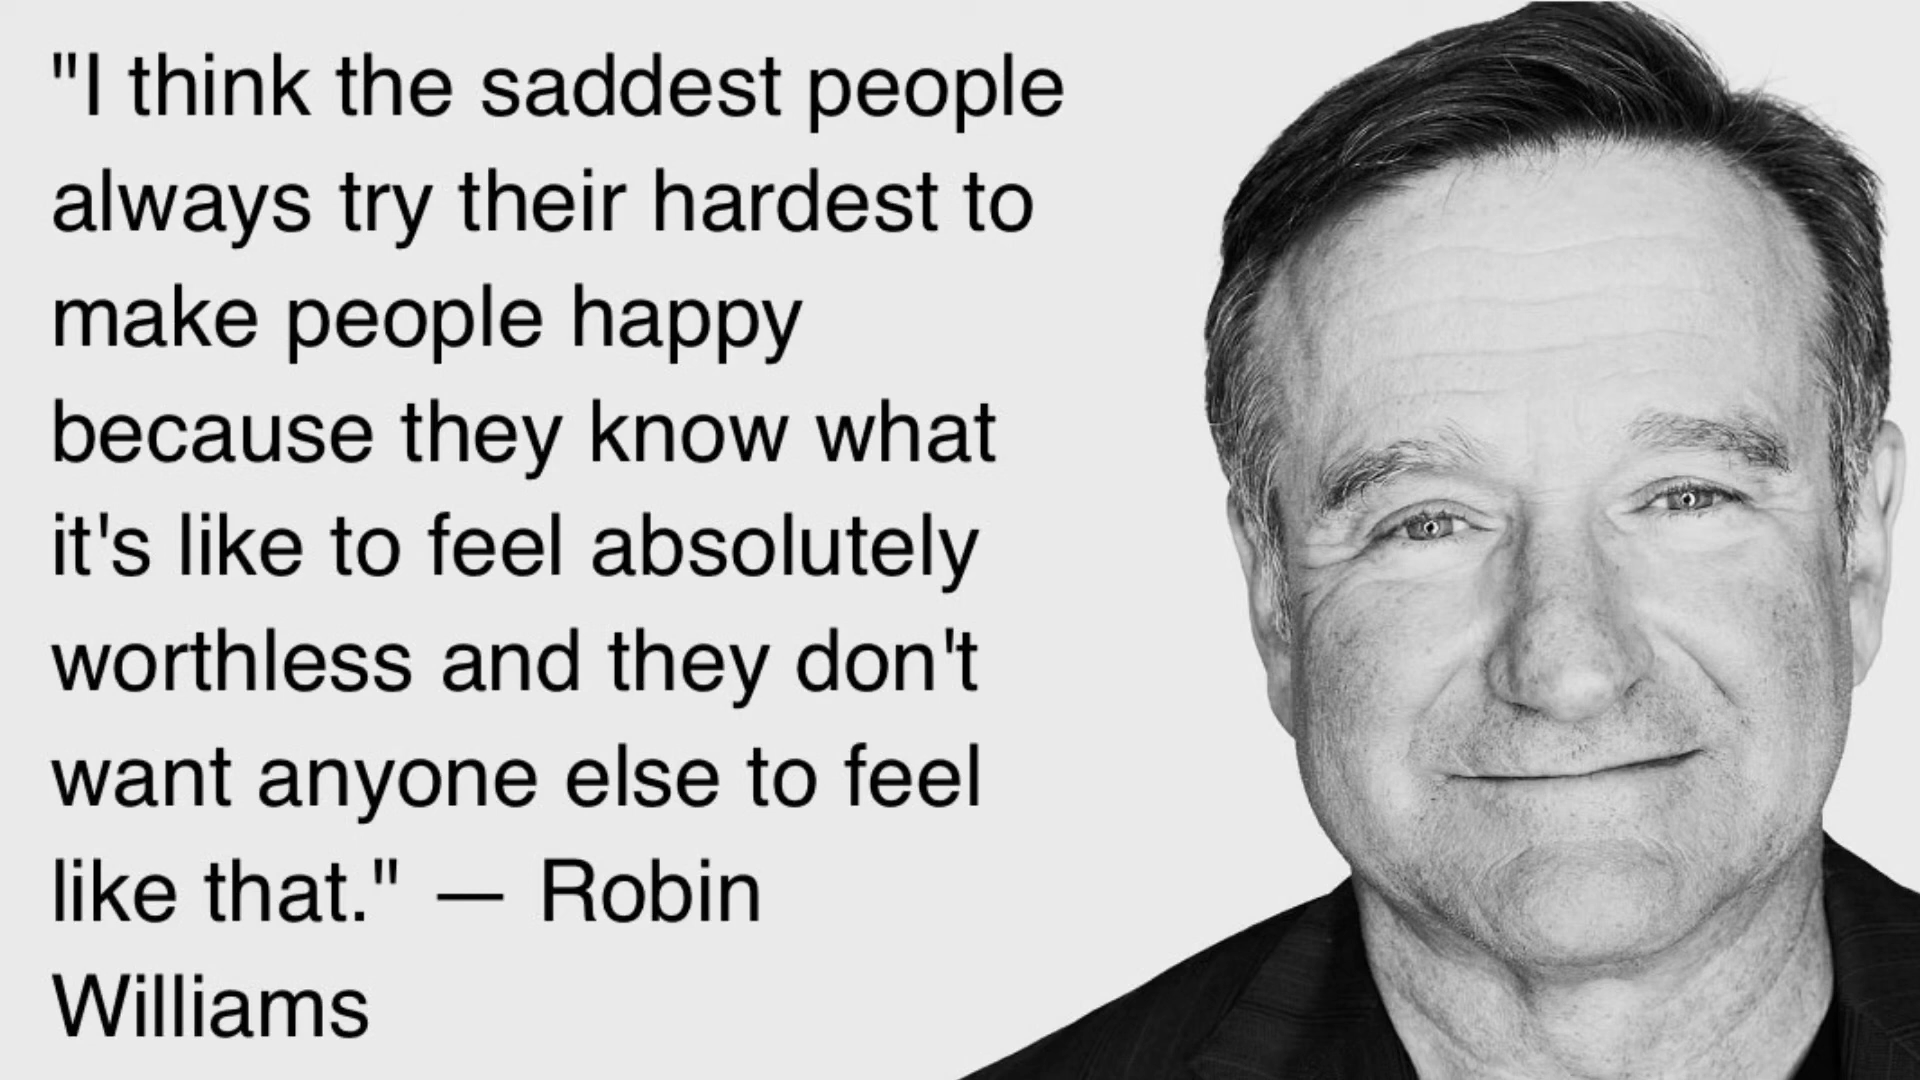 "I think the saddest people
always try their hardest to
make people happy
because they know what
it's like to feel absolutely
worthless and they don't
want anyone else to feel
like that." — Robin
Williams